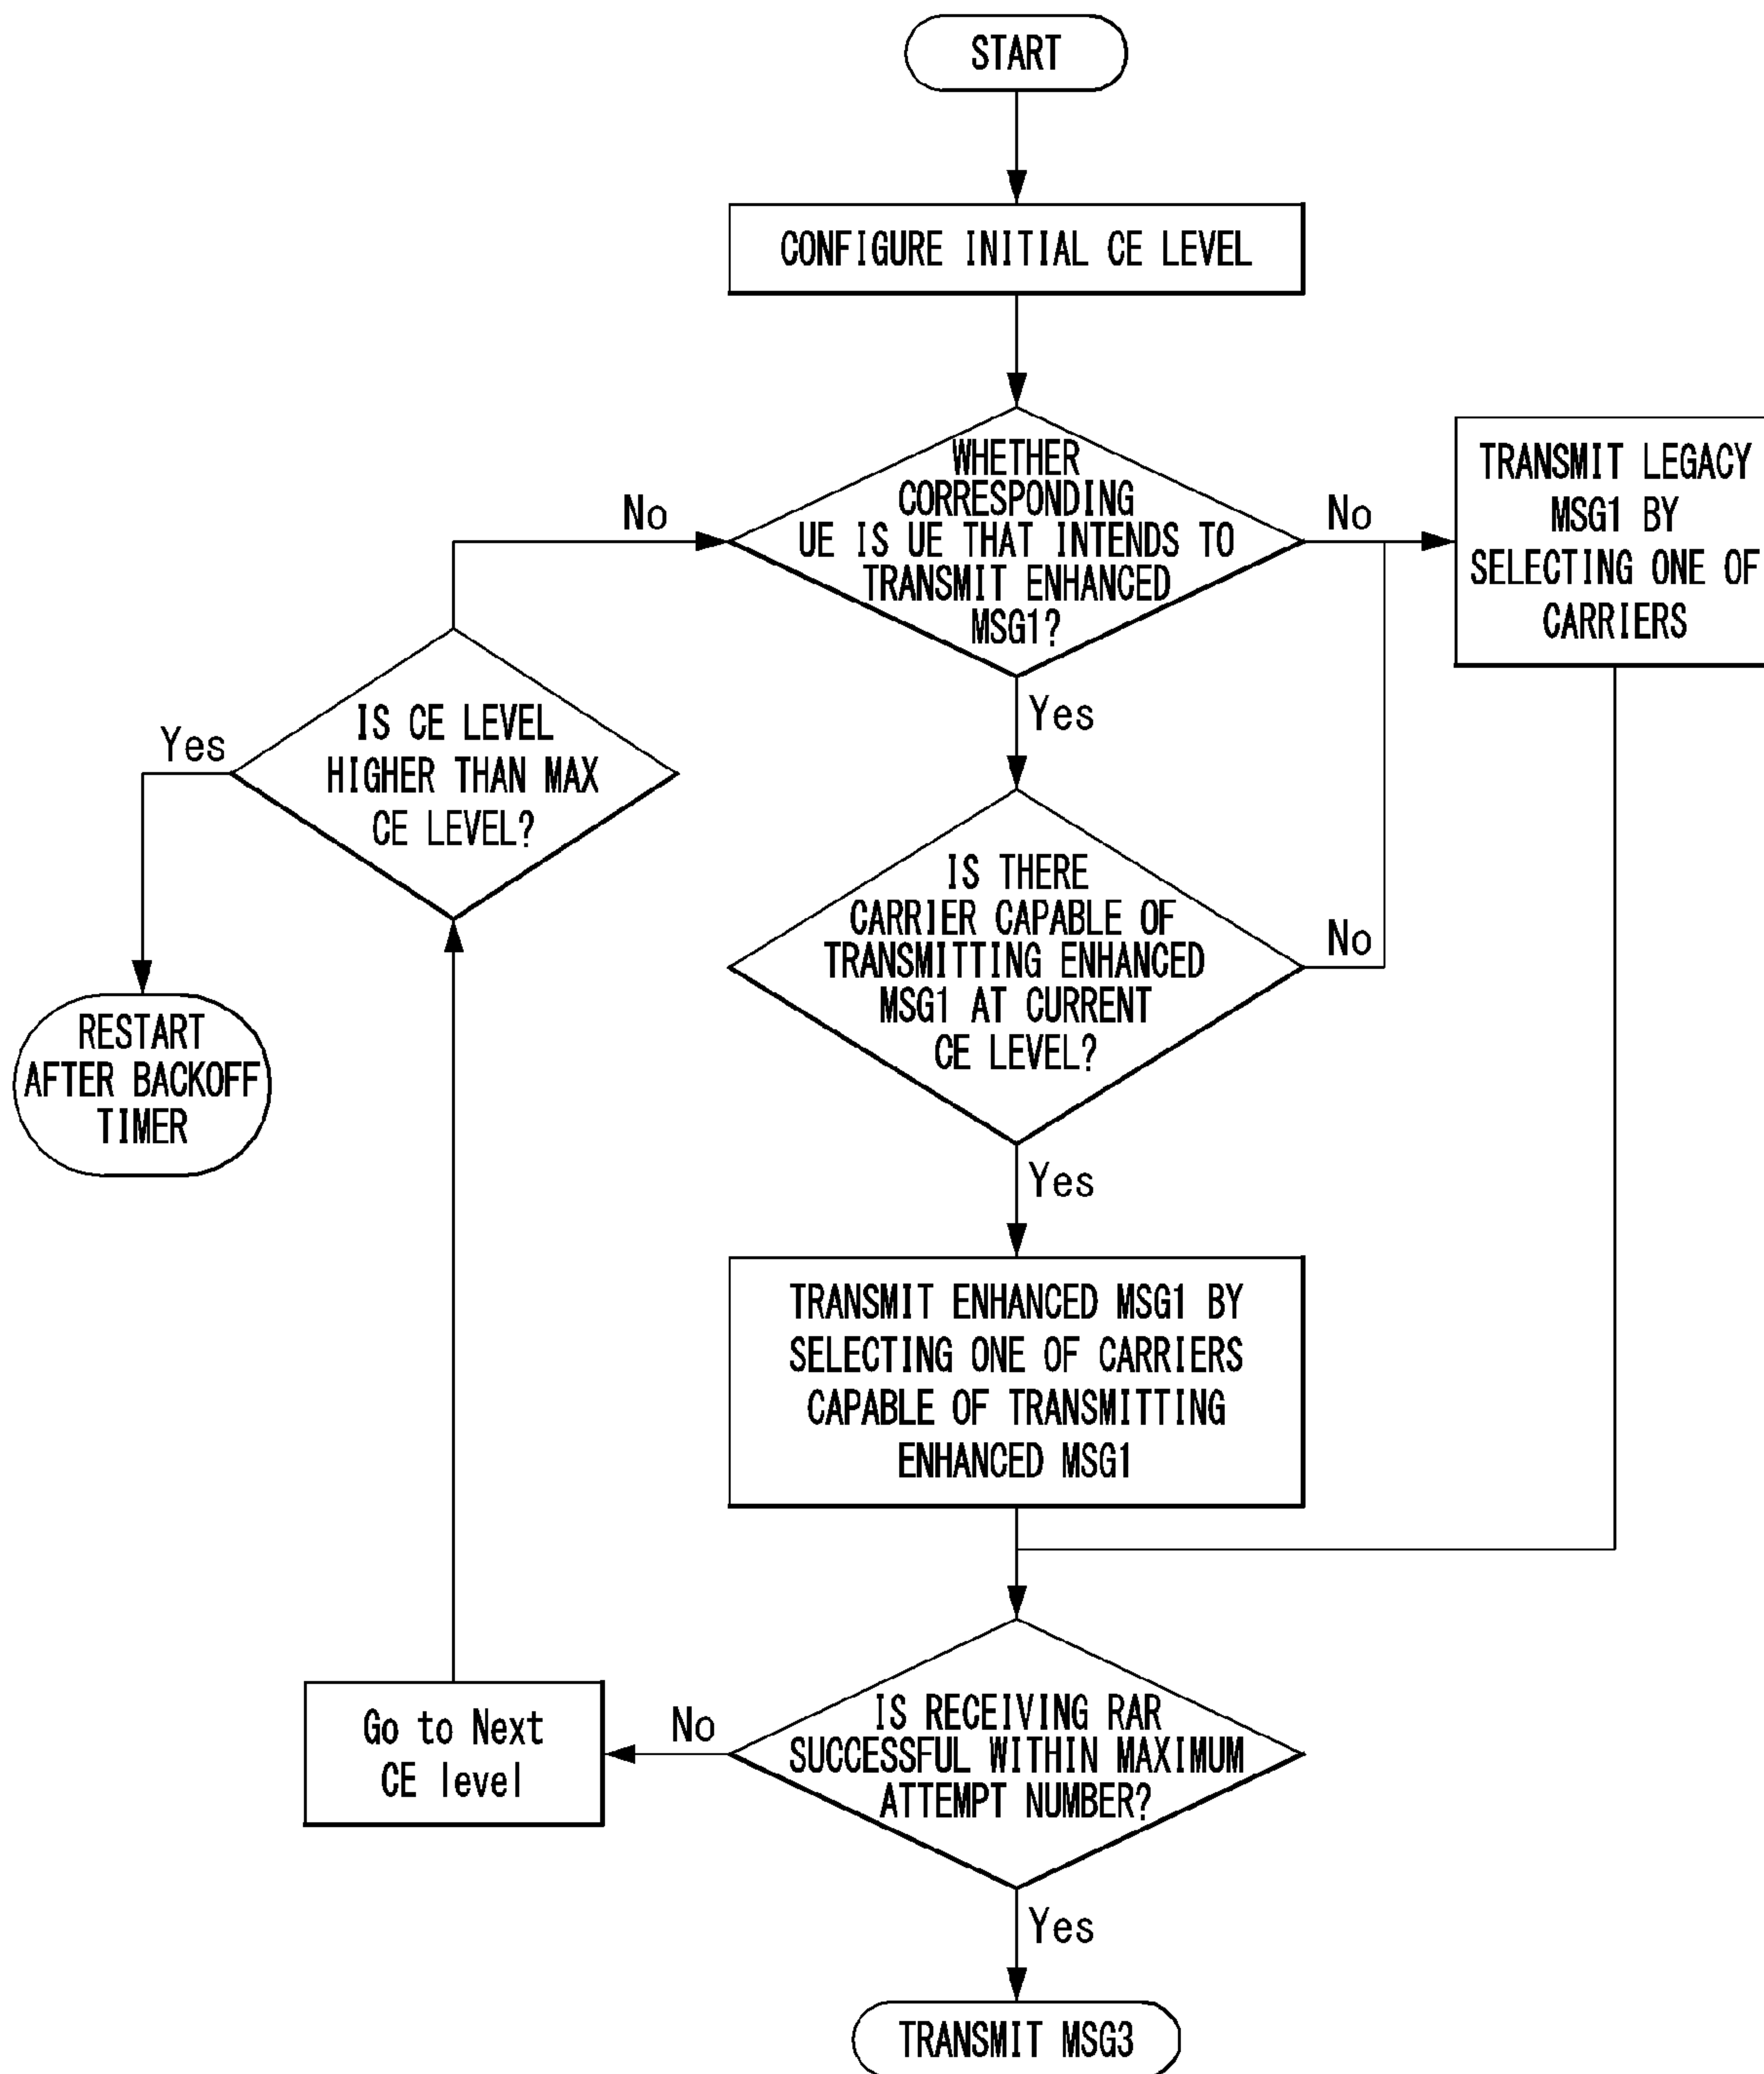 START
CONFIGURE INITIAL CE LEVEL
WHETHER
CORRESPONDING
UE IS UE THAT INTENDS TO
TRANSMIT ENHANCED
MSG1?
No
No
TRANSMIT LEGACY
MSG1 BY
SELECTING ONE OF
CARRIERS
Yes
IS CE LEVEL
HIGHER THAN MAX
CE LEVEL?
Yes
IS THERE
CARRIER CAPABLE OF
TRANSMITTING ENHANCED
MSG1 AT CURRENT
CE LEVEL?
No
RESTART
AFTER BACKOFF
TIMER
Yes
TRANSMIT ENHANCED MSG1 BY
SELECTING ONE OF CARRIERS
CAPABLE OF TRANSMITTING
ENHANCED MSG1
IS RECEIVING RAR
SUCCESSFUL WITHIN MAXIMUM
ATTEMPT NUMBER?
No
Go to Next
CE level
Yes
TRANSMIT MSG3